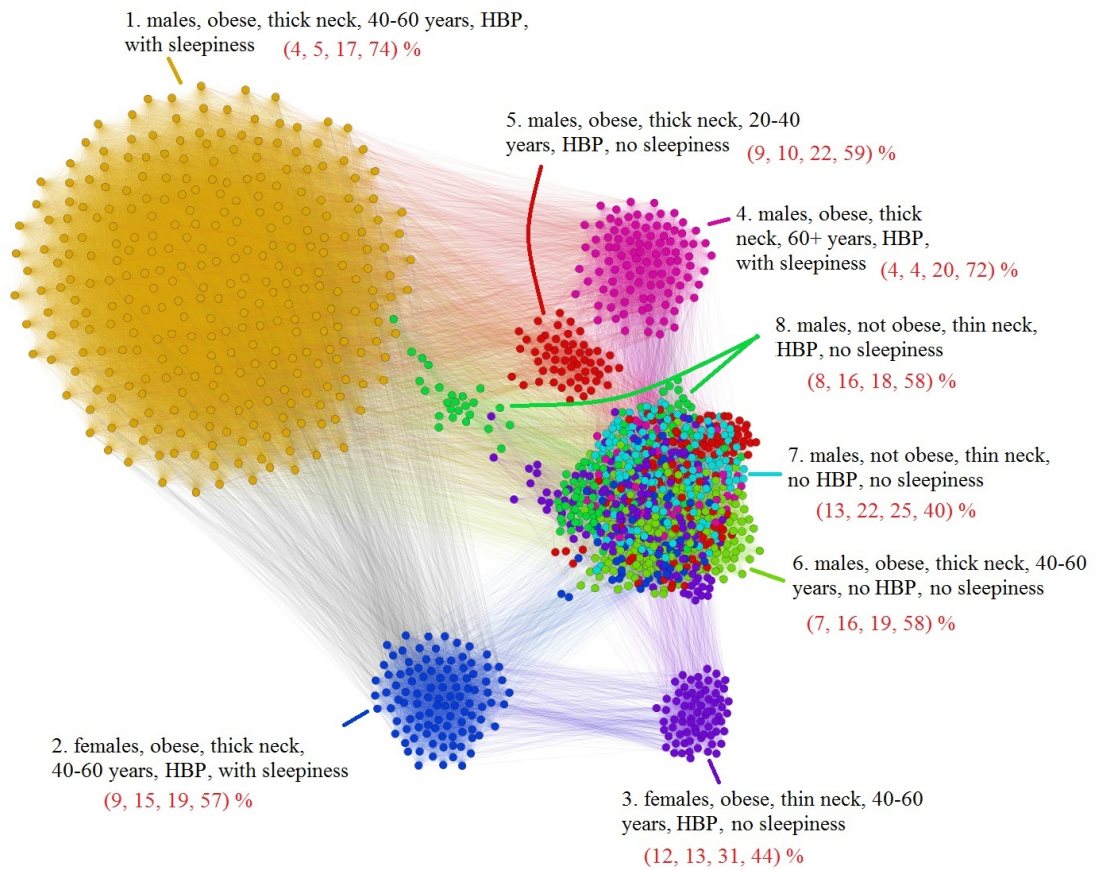 1. males, obese, thick neck, 40-60 years, HBP,
with sleepiness (4, 5, 17, 74) %
5. males, obese, thick neck, 20-40
years, HBP, no sleepiness (9, 10, 22, 59) %
4. males, obese, thick
neck, 60+ years, HBP,
with sleepiness (4, 4, 20, 72) %
8. males, not obese, thin neck,
HBP, no sleepiness
(8, 16, 18, 58) %
7. males, not obese, thin neck,
no HBP, no sleepiness
(13, 22, 25, 40) %
6. males, obese, thick neck, 40-60
years, no HBP, no sleepiness
(7, 16, 19, 58) %
2. females, obese, thick neck,
40-60 years, HBP, with sleepiness
(9, 15, 19, 57) %
3. females, obese, thin neck, 40-60
years, HBP, no sleepiness
(12, 13, 31, 44) %